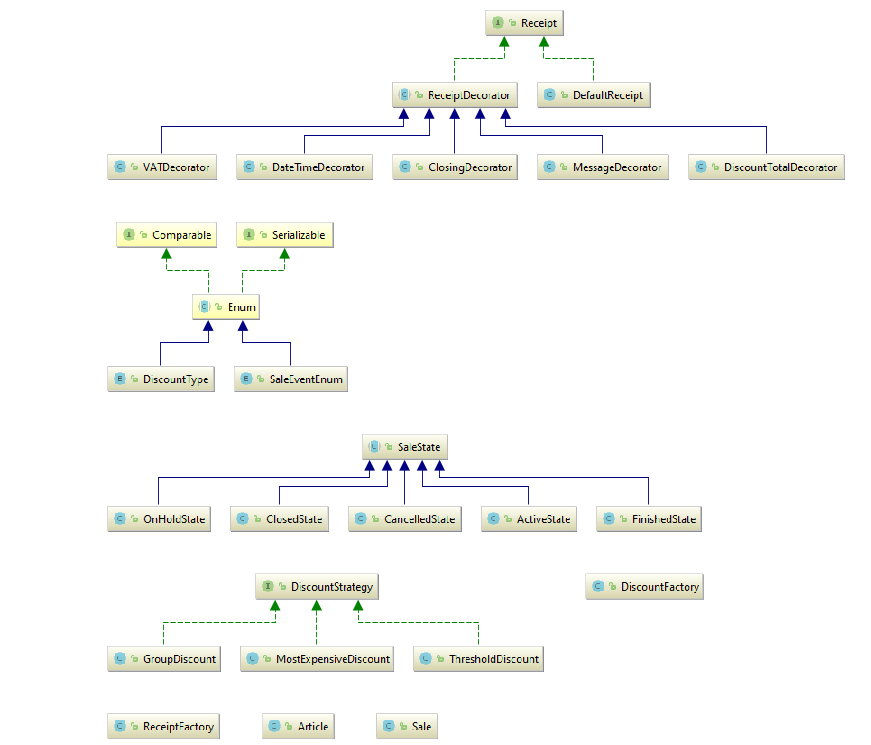 Receipt
ReceiptDecorator DefaultReceipt
VATDecorator DateTimeDecorator ClosingDecorator MessageDecorator DiscountTotalDecorator
Comparable Serializable
Enum
DiscountType SaleEventEnum
SaleState
OnHoldState ClosedState CancelledState ActiveState FinishedState
DiscountStrategy DiscountFactory
GroupDiscount MostExpensiveDiscount ThresholdDiscount
ReceiptFactory Article Sale